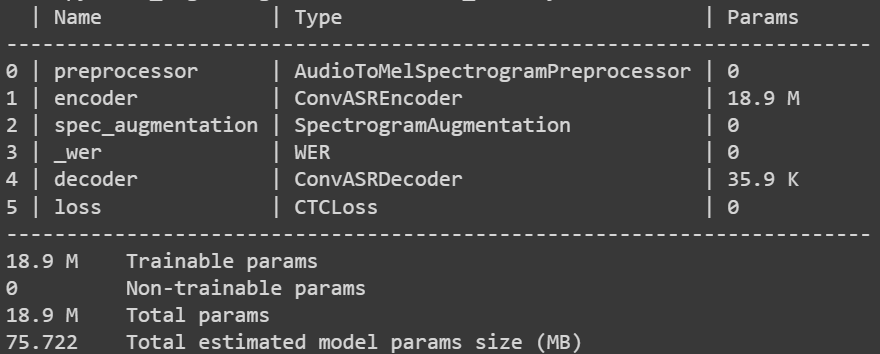 | Name              | Type                              | Params
------------------------------------------------------------------------
0 | preprocessor      | AudioToMelSpectrogramPreprocessor | 0
1 | encoder           | ConvASREncoder                    | 18.9 M
2 | spec_augmentation | SpectrogramAugmentation           | 0
3 | _wer              | WER                               | 0
4 | decoder           | ConvASRDecoder                    | 35.9 K
5 | loss              | CTCLoss                           | 0
------------------------------------------------------------------------
18.9 M    Trainable params
0         Non-trainable params
18.9 M    Total params
75.722    Total estimated model params size (MB)